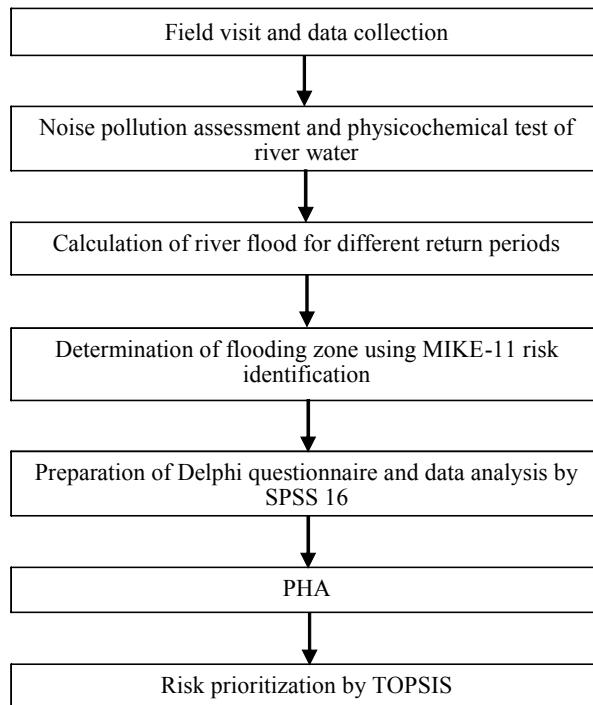 Field visit and data collection
Noise pollution assessment and physicochemical test of
river water
Calculation of river flood for different return periods
Determination of flooding zone using MIKE-11 risk
identification
Preparation of Delphi questionnaire and data analysis by
SPSS 16
PHA
Risk prioritization by TOPSIS